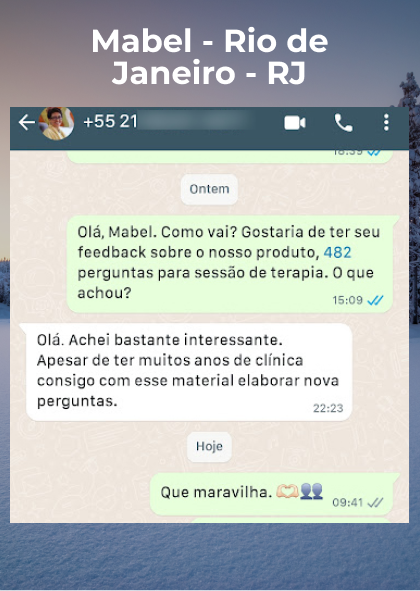 Mabel - Rio de
Janeiro - RJ
+55 21
18:39
Ontem
Olá, Mabel. Como vai? Gostaria de ter seu
feedback sobre o nosso produto, 482
perguntas para sessão de terapia. O que
achou?
15:09
Olá. Achei bastante interessante.
Apesar de ter muitos anos de clínica
consigo com esse material elaborar nova
perguntas.
22:23
Hoje
Que maravilha. 🫶🏻👥
09:41